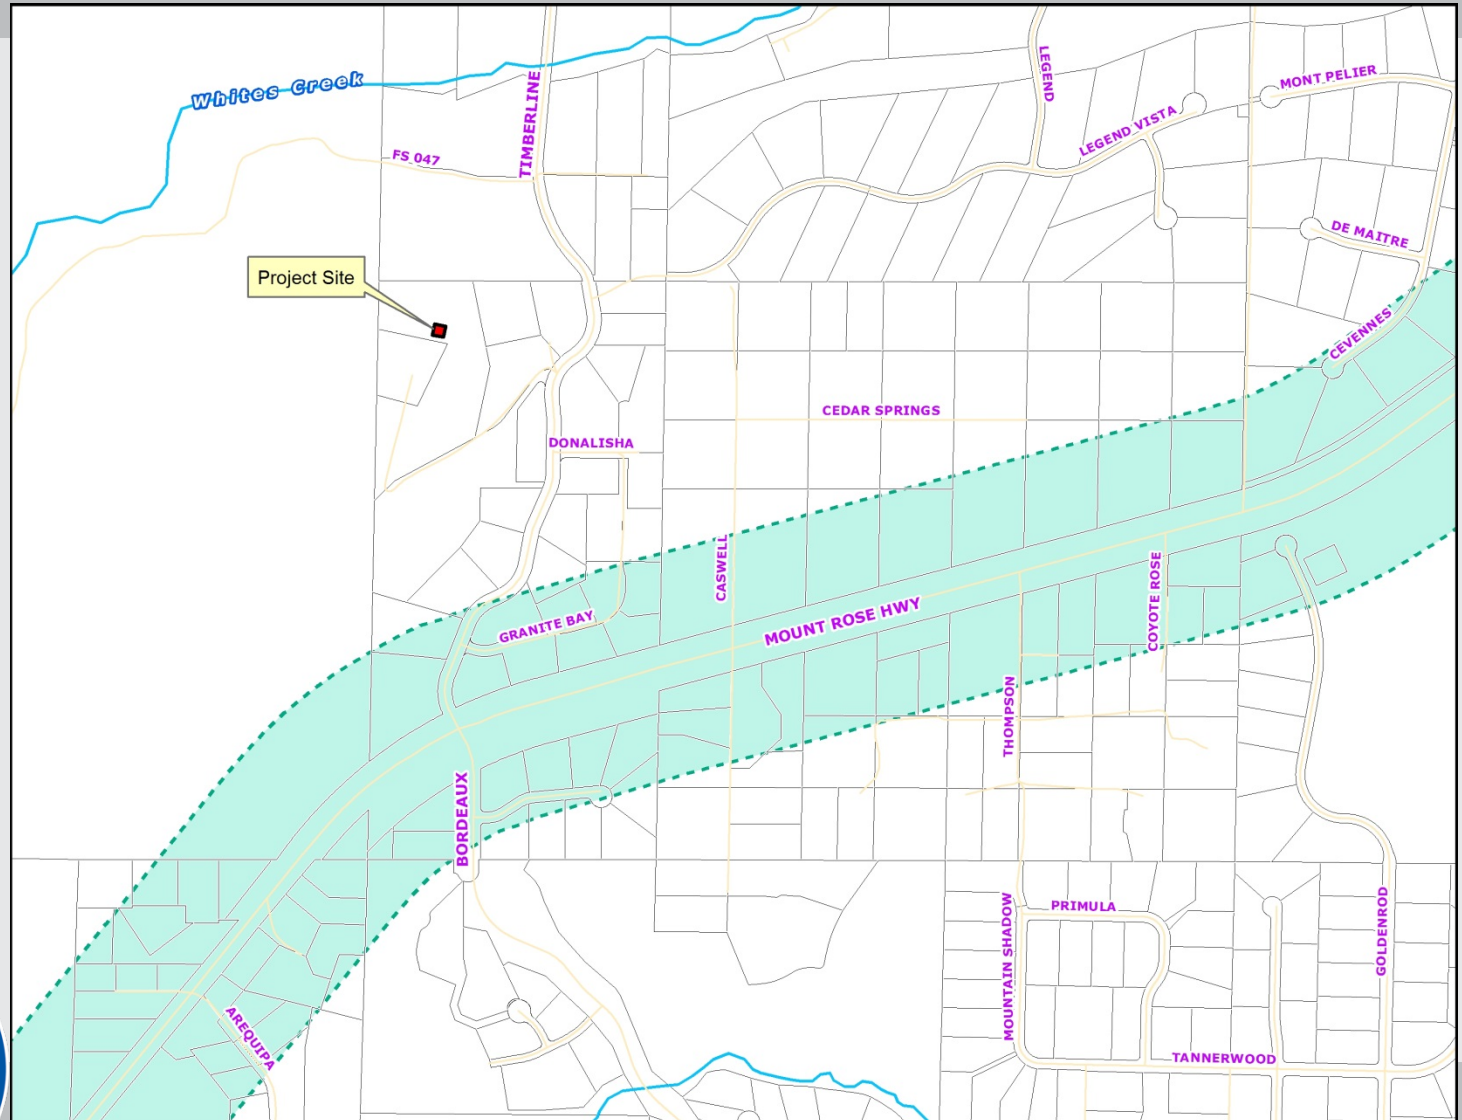 LEGEND
MONT PELIER
Whites Creek
TIMBERLINE
LEGEND VISTA
FS 047
DE MAITRE
Project Site
CEVENNES
CEDAR SPRINGS
DONALISHA
CASWELL
COYOTE ROSE
GRANITE BAY
MOUNT ROSE HWY
THOMPSON
BORDEAUX
PRIMULA
MOUNTAIN SHADOW
GOLDENROD
AREQUIPA
TANNERWOOD